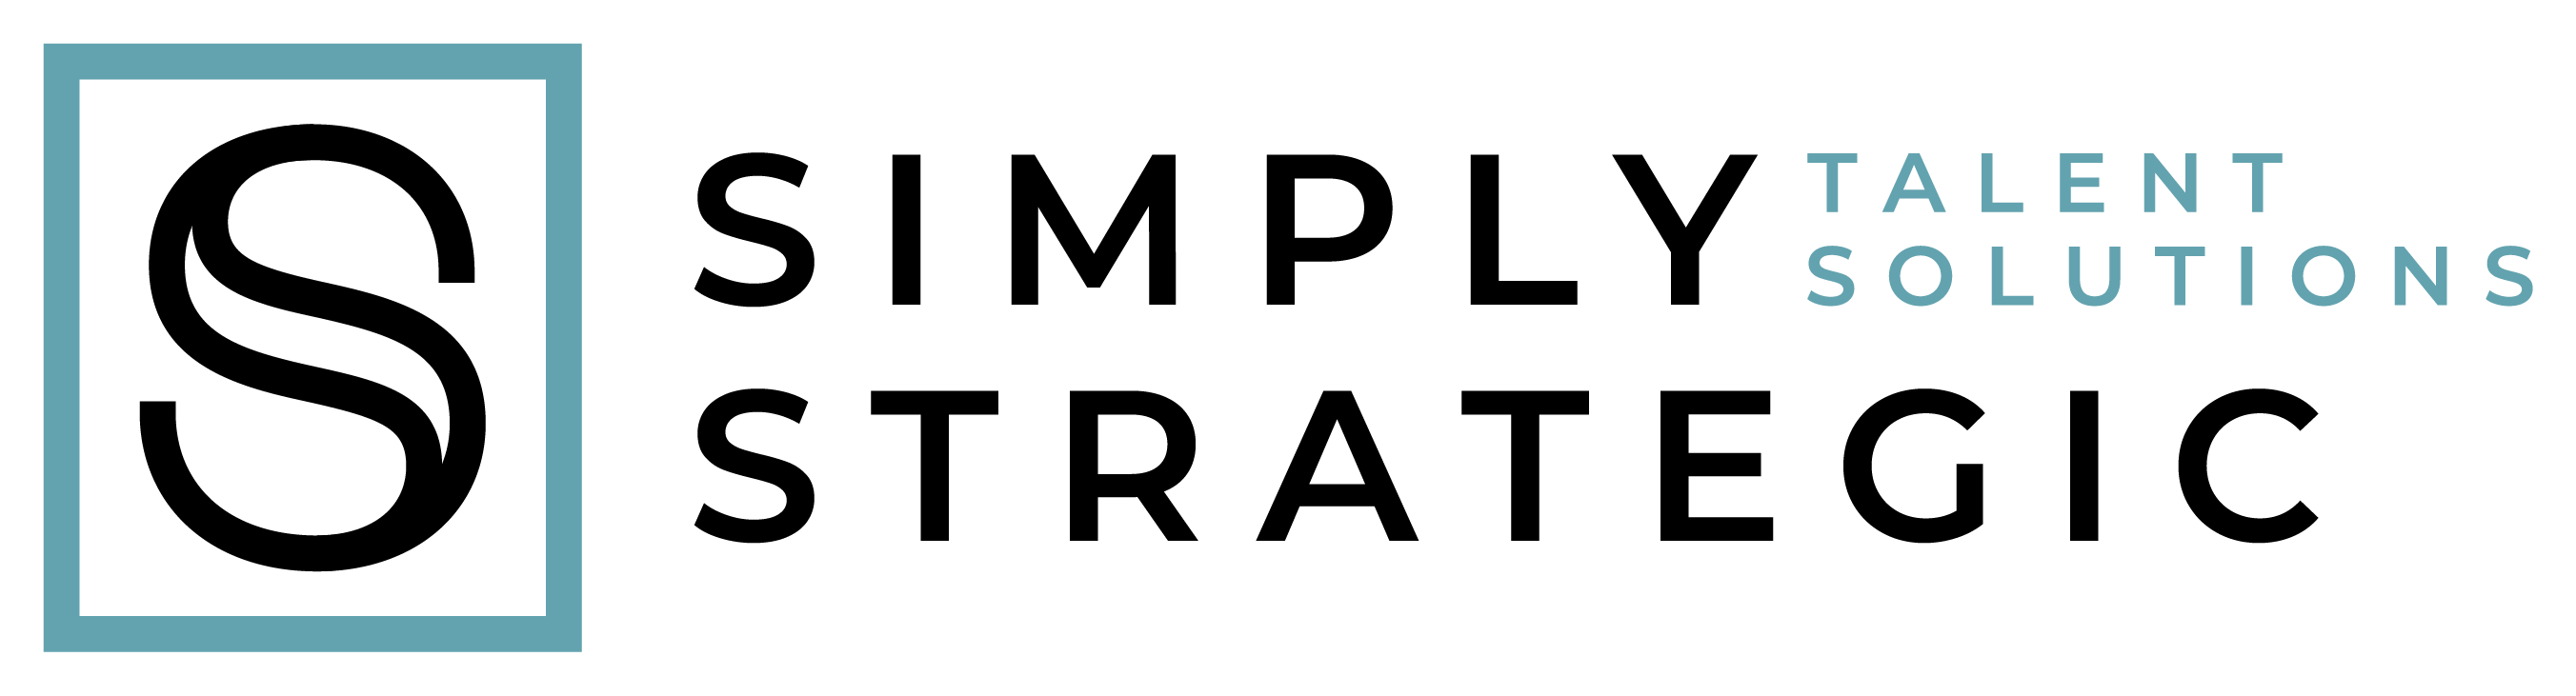 S
SIMPLY
TALENT
SOLUTIONS
STRATEGIC